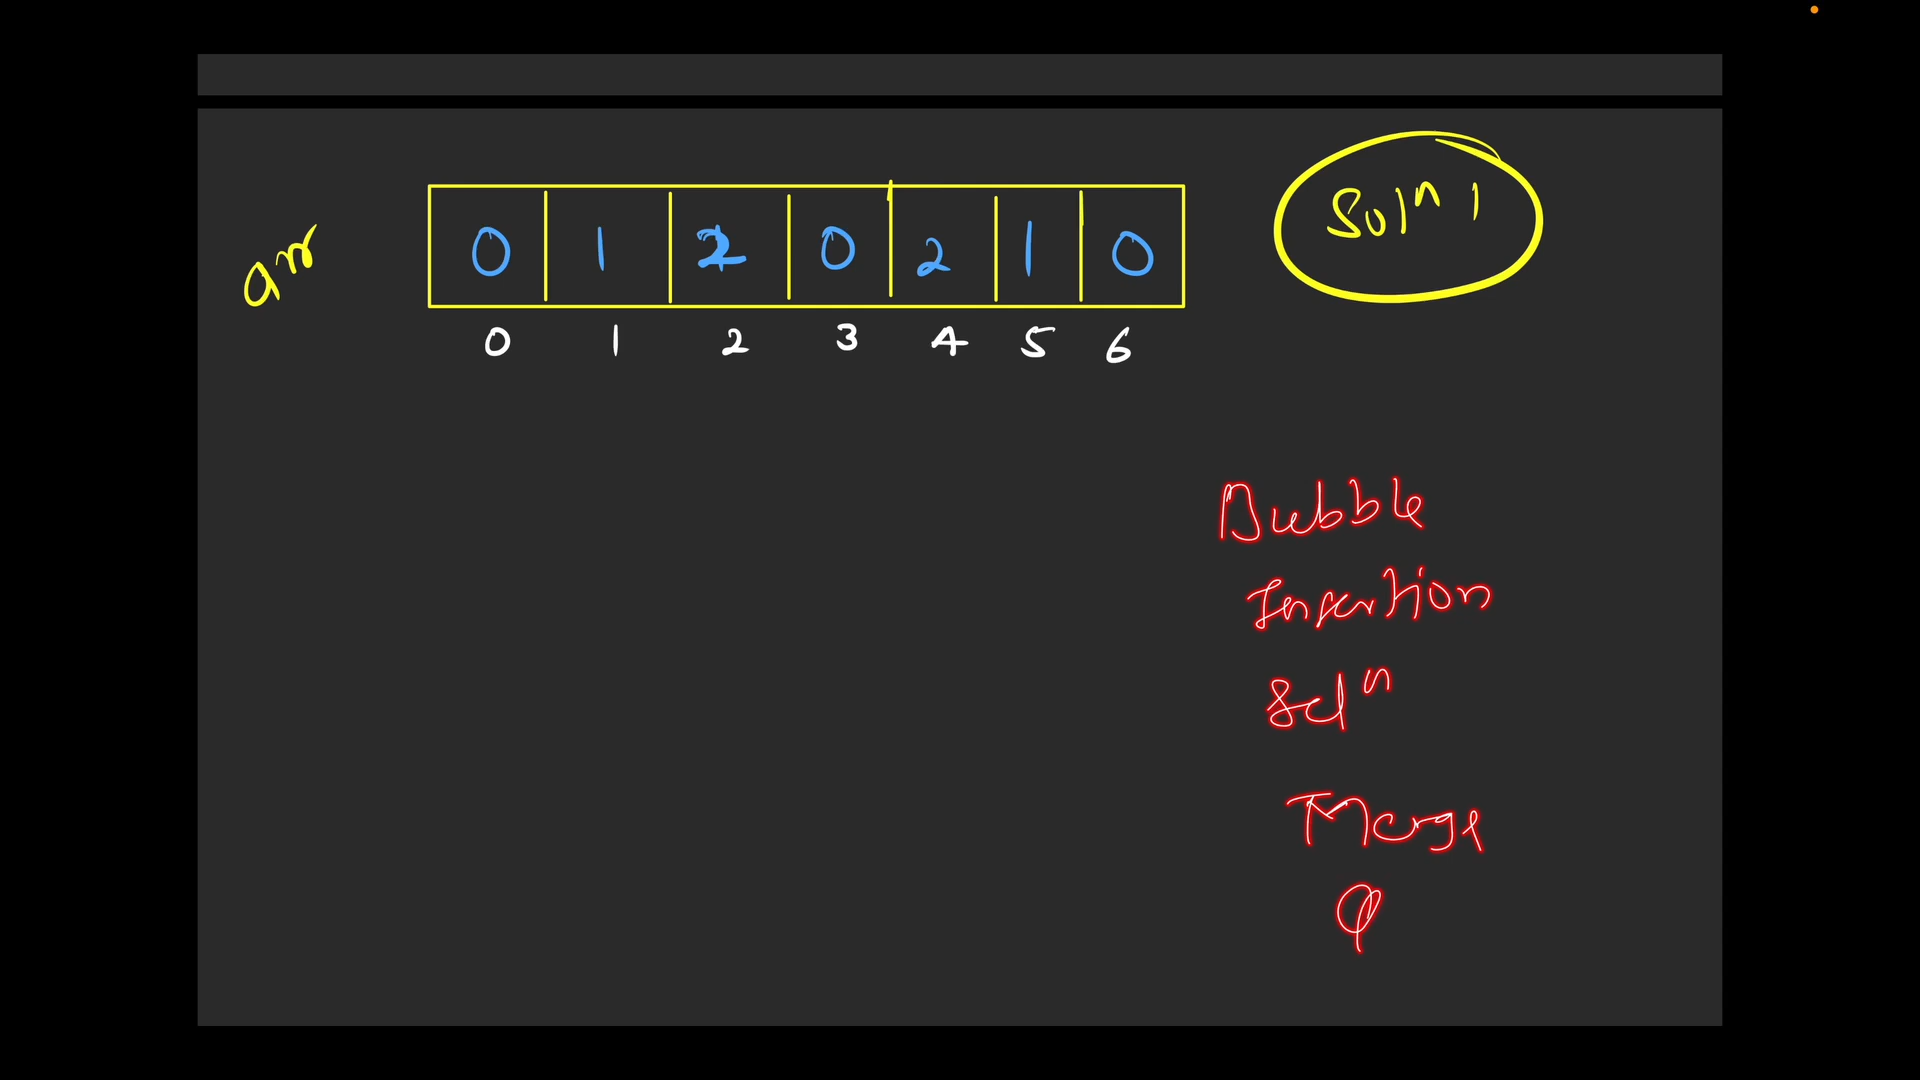 arr
0 1 2 0 2 1 0
0 1 2 3 4 5 6
Solⁿ 1
Bubble
Insertion
Selⁿ
Merge
Q